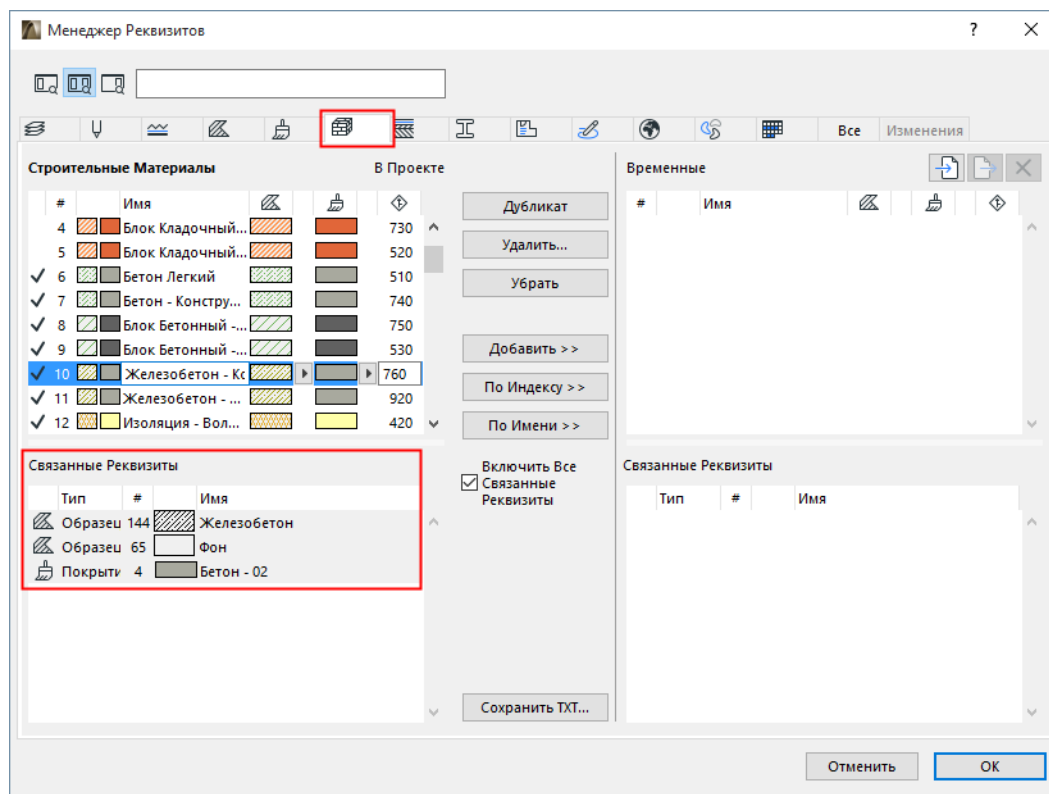 Менеджер Реквизитов
?
Все
Изменения
Строительные Материалы В Проекте
# Имя
4 Блок Кладочный... 730
5 Блок Кладочный... 520
6 Бетон Легкий 510
7 Бетон - Констру... 740
8 Блок Бетонный -... 750
9 Блок Бетонный -... 530
10 Железобетон - Кс 760
11 Железобетон - ... 920
12 Изоляция - Вол... 420
Связанные Реквизиты
Тип # Имя
Образец 144 Железобетон
Образец 65 Фон
Покрыти 4 Бетон - 02
Дубликат
Удалить...
Убрать
Добавить >>
По Индексу >>
По Имени >>
Включить Все
Связанные
Реквизиты
Сохранить TXT...
Временные
# Имя
Связанные Реквизиты
Тип # Имя
Отменить
OK